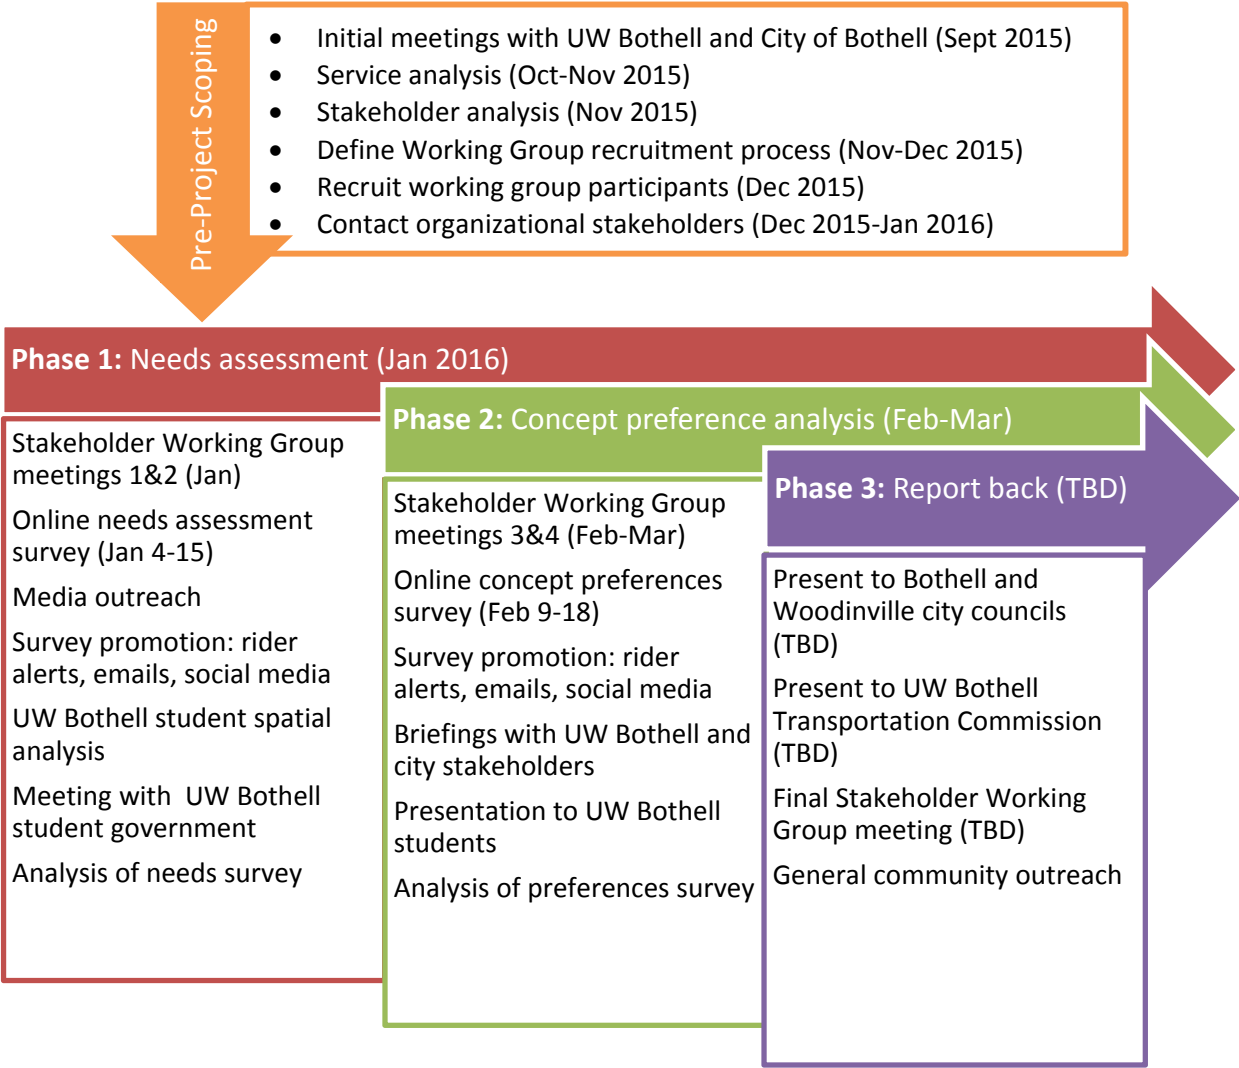 Pre-Project Scoping
• Initial meetings with UW Bothell and City of Bothell (Sept 2015)
• Service analysis (Oct-Nov 2015)
• Stakeholder analysis (Nov 2015)
• Define Working Group recruitment process (Nov-Dec 2015)
• Recruit working group participants (Dec 2015)
• Contact organizational stakeholders (Dec 2015-Jan 2016)
Phase 1: Needs assessment (Jan 2016)
Stakeholder Working Group
meetings 1&2 (Jan)
Online needs assessment
survey (Jan 4-15)
Media outreach
Survey promotion: rider
alerts, emails, social media
UW Bothell student spatial
analysis
Meeting with  UW Bothell
student government
Analysis of needs survey
Phase 2: Concept preference analysis (Feb-Mar)
Stakeholder Working Group
meetings 3&4 (Feb-Mar)
Online concept preferences
survey (Feb 9-18)
Survey promotion: rider
alerts, emails, social media
Briefings with UW Bothell and
city stakeholders
Presentation to UW Bothell
students
Analysis of preferences survey
Phase 3: Report back (TBD)
Present to Bothell and
Woodinville city councils
(TBD)
Present to UW Bothell
Transportation Commission
(TBD)
Final Stakeholder Working
Group meeting (TBD)
General community outreach